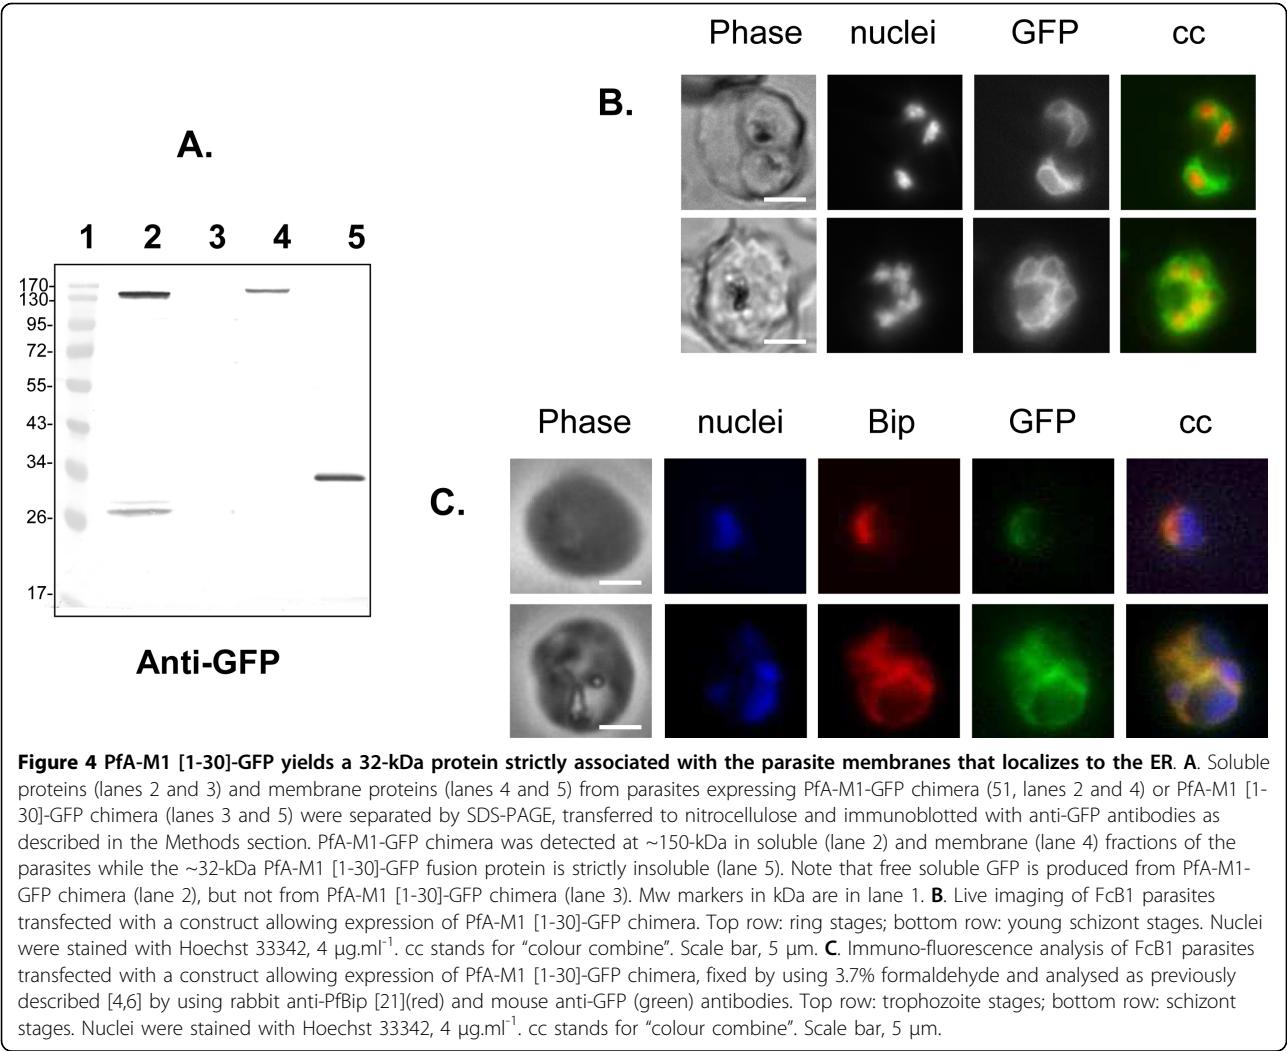 A.
1 2 3 4 5
170-
130-
95-
72-
55-
43-
34-
26-
17-
Anti-GFP
B.
Phase nuclei GFP cc
C.
Phase nuclei Bip GFP cc
Figure 4 PfA-M1 [1-30]-GFP yields a 32-kDa protein strictly associated with the parasite membranes that localizes to the ER. A. Soluble
proteins (lanes 2 and 3) and membrane proteins (lanes 4 and 5) from parasites expressing PfA-M1-GFP chimera (51, lanes 2 and 4) or PfA-M1 [1-
30]-GFP chimera (lanes 3 and 5) were separated by SDS-PAGE, transferred to nitrocellulose and immunoblotted with anti-GFP antibodies as
described in the Methods section. PfA-M1-GFP chimera was detected at ~150-kDa in soluble (lane 2) and membrane (lane 4) fractions of the
parasites while the ~32-kDa PfA-M1 [1-30]-GFP fusion protein is strictly insoluble (lane 5). Note that free soluble GFP is produced from PfA-M1-
GFP chimera (lane 2), but not from PfA-M1 [1-30]-GFP chimera (lane 3). Mw markers in kDa are in lane 1. B. Live imaging of FcB1 parasites
transfected with a construct allowing expression of PfA-M1 [1-30]-GFP chimera. Top row: ring stages; bottom row: young schizont stages. Nuclei
were stained with Hoechst 33342, 4 μg.ml⁻¹. cc stands for “colour combine”. Scale bar, 5 μm. C. Immuno-fluorescence analysis of FcB1 parasites
transfected with a construct allowing expression of PfA-M1 [1-30]-GFP chimera, fixed by using 3.7% formaldehyde and analysed as previously
described [4,6] by using rabbit anti-PfBip [21](red) and mouse anti-GFP (green) antibodies. Top row: trophozoite stages; bottom row: schizont
stages. Nuclei were stained with Hoechst 33342, 4 μg.ml⁻¹. cc stands for “colour combine”. Scale bar, 5 μm.